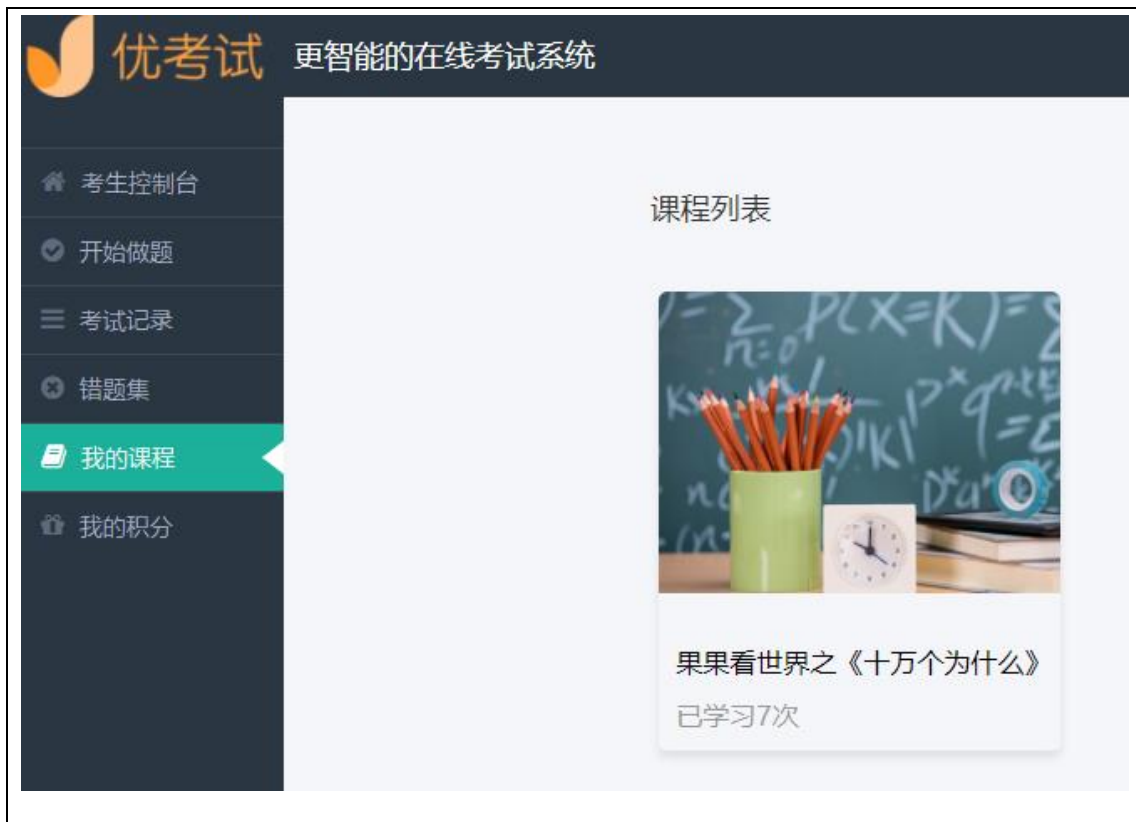 优考试 更智能的在线考试系统
考生控制台
开始做题
考试记录
错题集
我的课程
我的积分
课程列表
P(X=K)=
n=0
果果看世界之《十万个为什么》
已学习7次